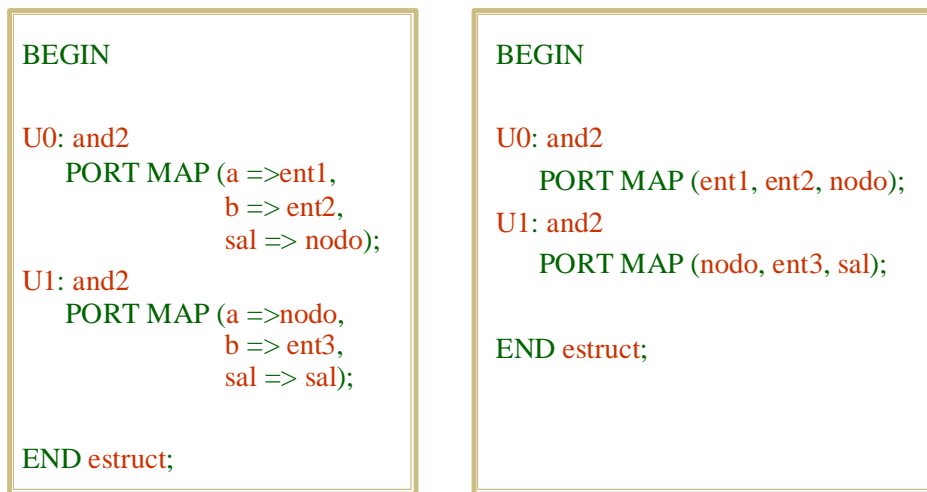 BEGIN
U0: and2
PORT MAP (a =>ent1,
b => ent2,
sal => nodo);
U1: and2
PORT MAP (a =>nodo,
b => ent3,
sal => sal);
END estruct;
BEGIN
U0: and2
PORT MAP (ent1, ent2, nodo);
U1: and2
PORT MAP (nodo, ent3, sal);
END estruct;